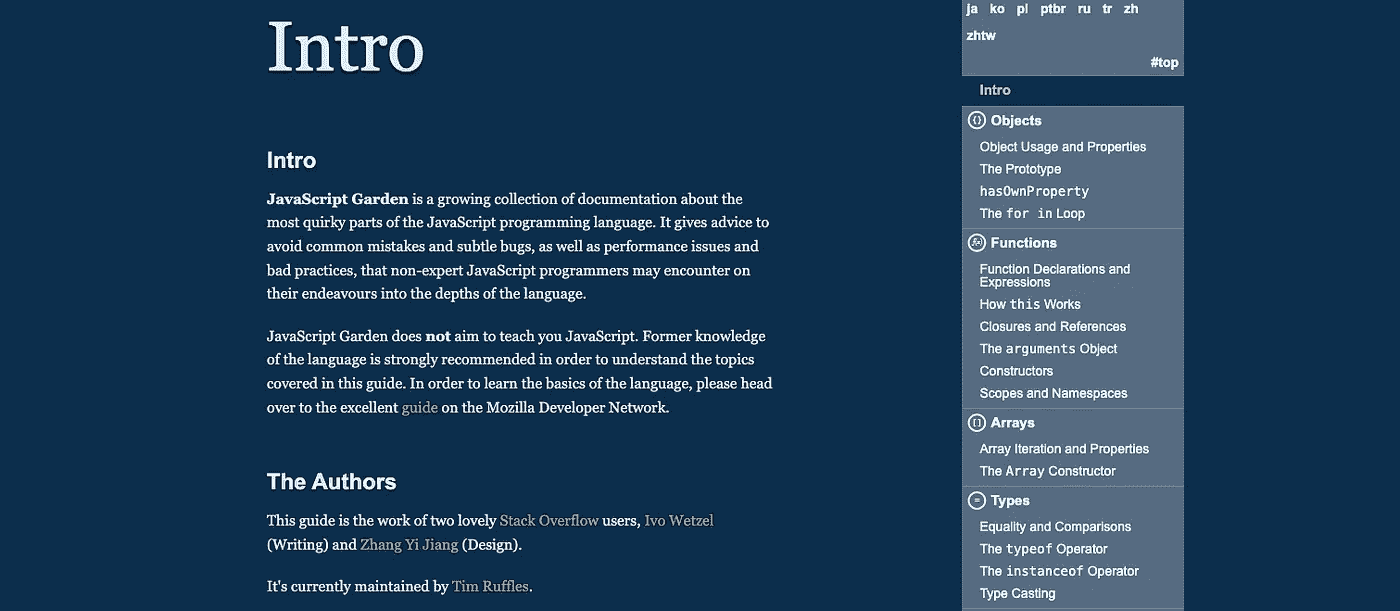 Intro
Intro
JavaScript Garden is a growing collection of documentation about the
most quirky parts of the JavaScript programming language. It gives advice to
avoid common mistakes and subtle bugs, as well as performance issues and
bad practices, that non-expert JavaScript programmers may encounter on
their endeavours into the depths of the language.
JavaScript Garden does not aim to teach you JavaScript. Former knowledge
of the language is strongly recommended in order to understand the topics
covered in this guide. In order to learn the basics of the language, please head
over to the excellent guide on the Mozilla Developer Network.
The Authors
This guide is the work of two lovely Stack Overflow users, Ivo Wetzel
(Writing) and Zhang Yi Jiang (Design).
It's currently maintained by Tim Ruffles.
ja ko pl ptbr ru tr zh
zhtw
#top
Intro
{} Objects
Object Usage and Properties
The Prototype
hasOwnProperty
The for in Loop
Functions
Function Declarations and
Expressions
How this Works
Closures and References
The arguments Object
Constructors
Scopes and Namespaces
[] Arrays
Array Iteration and Properties
The Array Constructor
= Types
Equality and Comparisons
The typeof Operator
The instanceof Operator
Type Casting